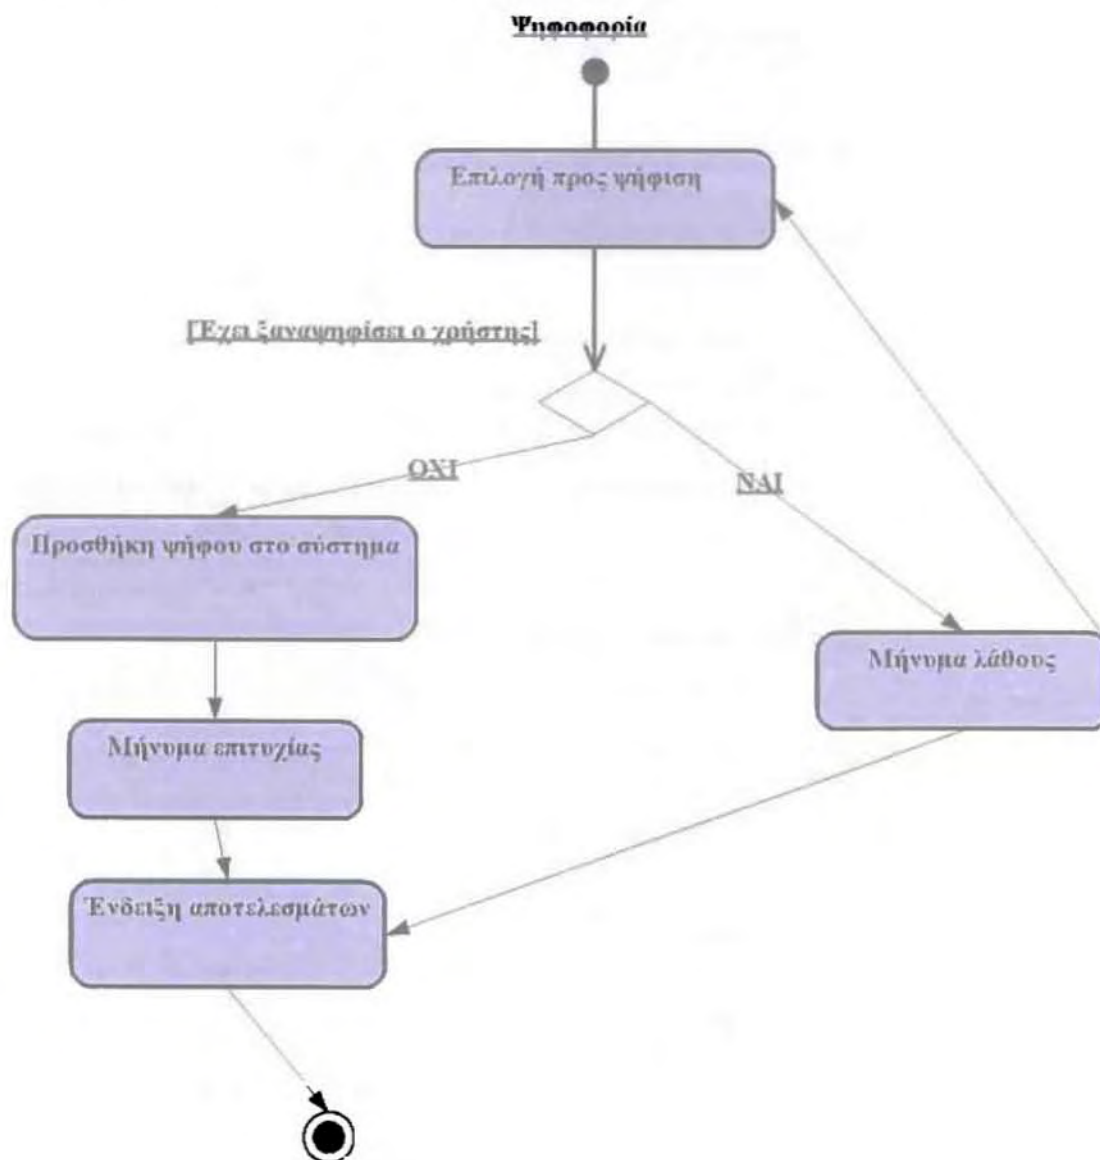 Ψηφοφορία
Επιλογή προς ψήφιση
[Έχει ξαναψηφίσει ο χρήστης]
ΟΧΙ
ΝΑΙ
Προσθήκη ψήφου στο σύστημα
Μήνυμα λάθους
Μήνυμα επιτυχίας
Ένδειξη αποτελεσμάτων